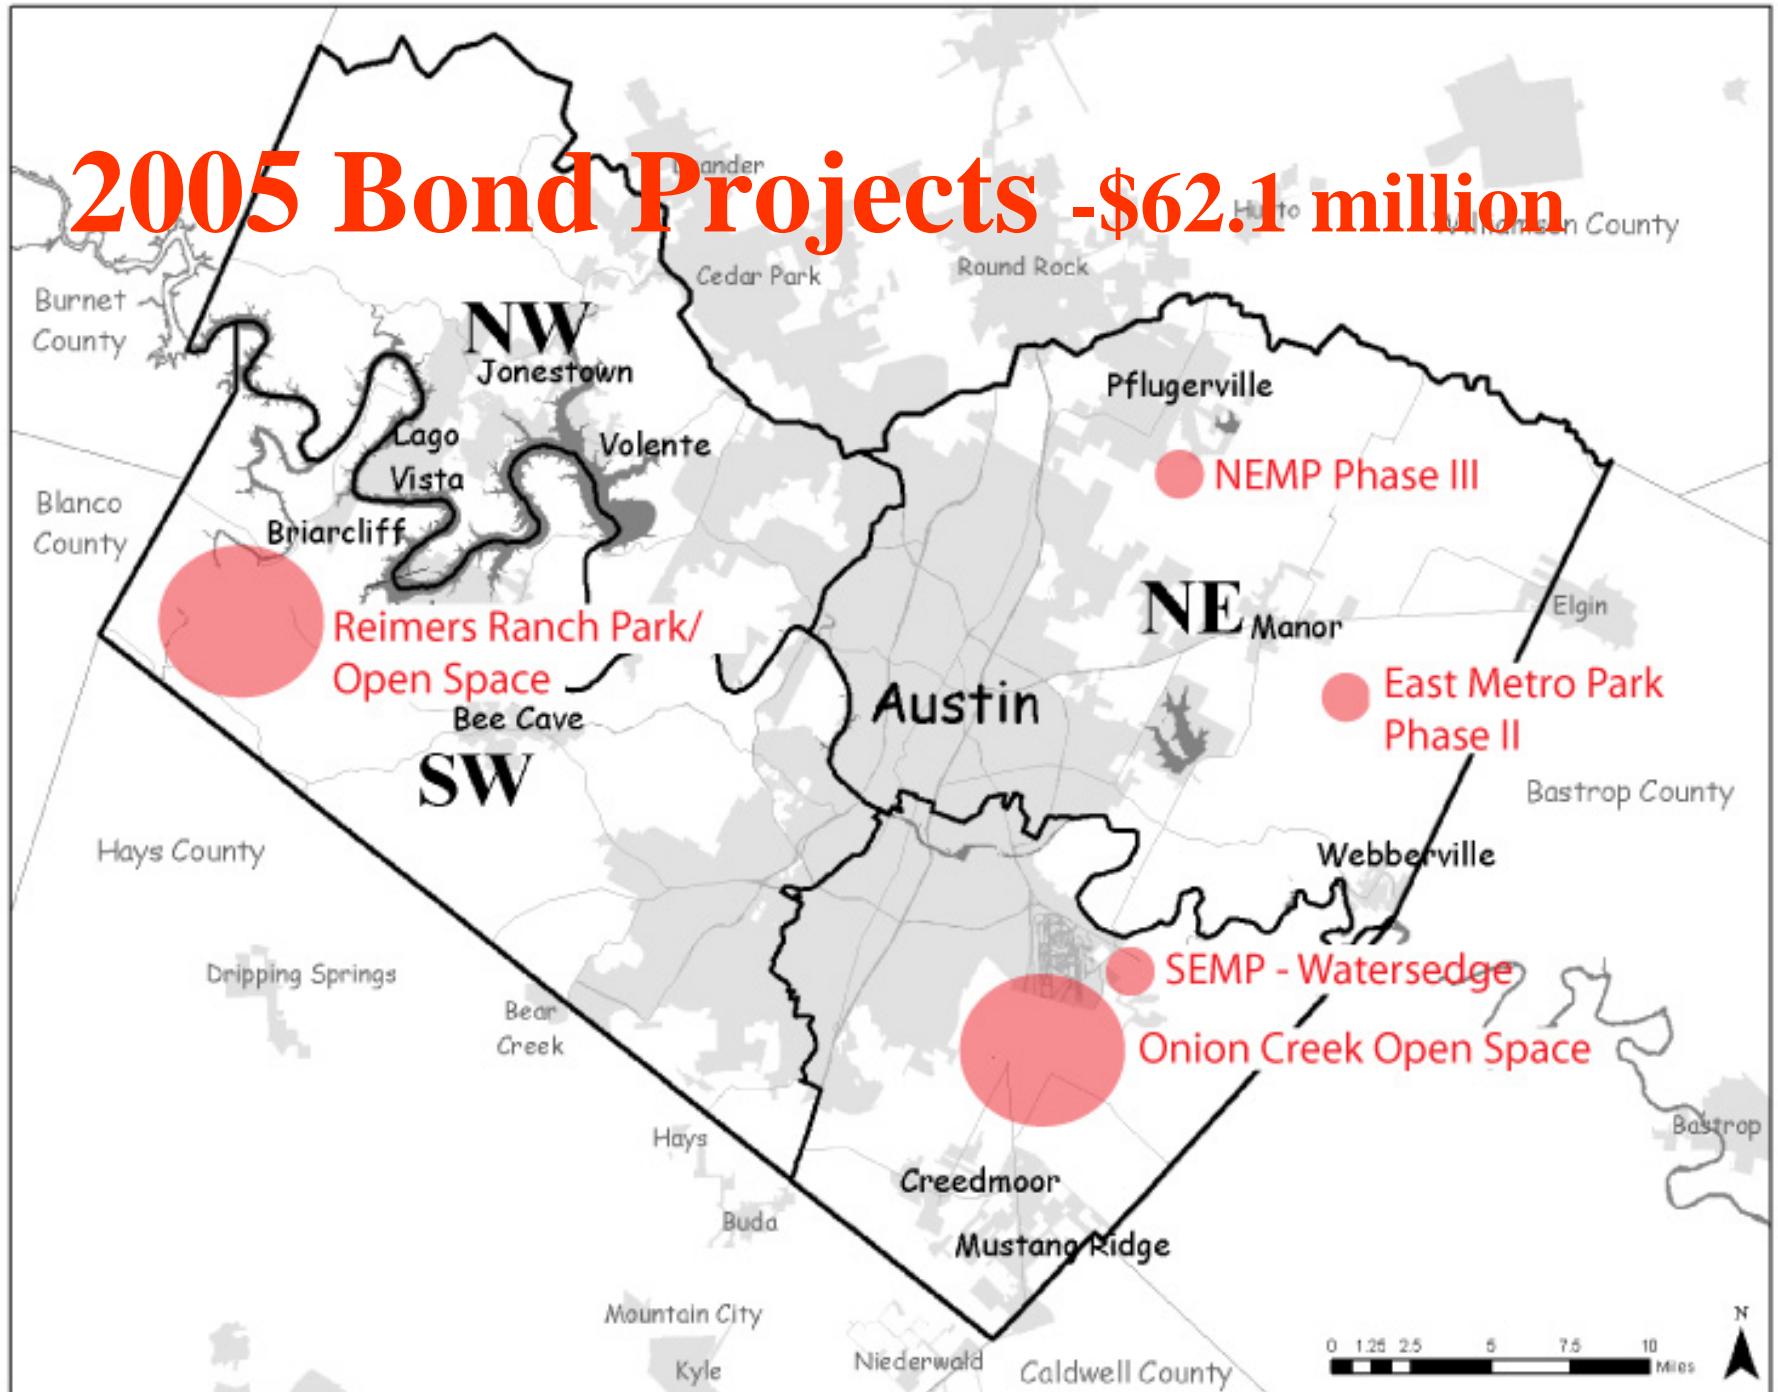 2005 Bond Projects -$62.1 million
Leander
Hutto
Williamson County
Cedar Park
Round Rock
Burnet
County
NW
Jonestown
Pflugerville
Lago
Vista
Volente
NEMP Phase III
Blanco
County
Briarcliff
NE
Manor
Elgin
Reimers Ranch Park/
Open Space
East Metro Park
Phase II
Austin
Bee Cave
SW
Bastrop County
Hays County
Webberville
Dripping Springs
SEMP - Watersedge
Bear
Creek
Onion Creek Open Space
Hays
Bastrop
Creedmoor
Buda
Mustang Ridge
Mountain City
Kyle
Niederwald
Caldwell County
0 1.25 2.5 5 7.5 10
Miles
N